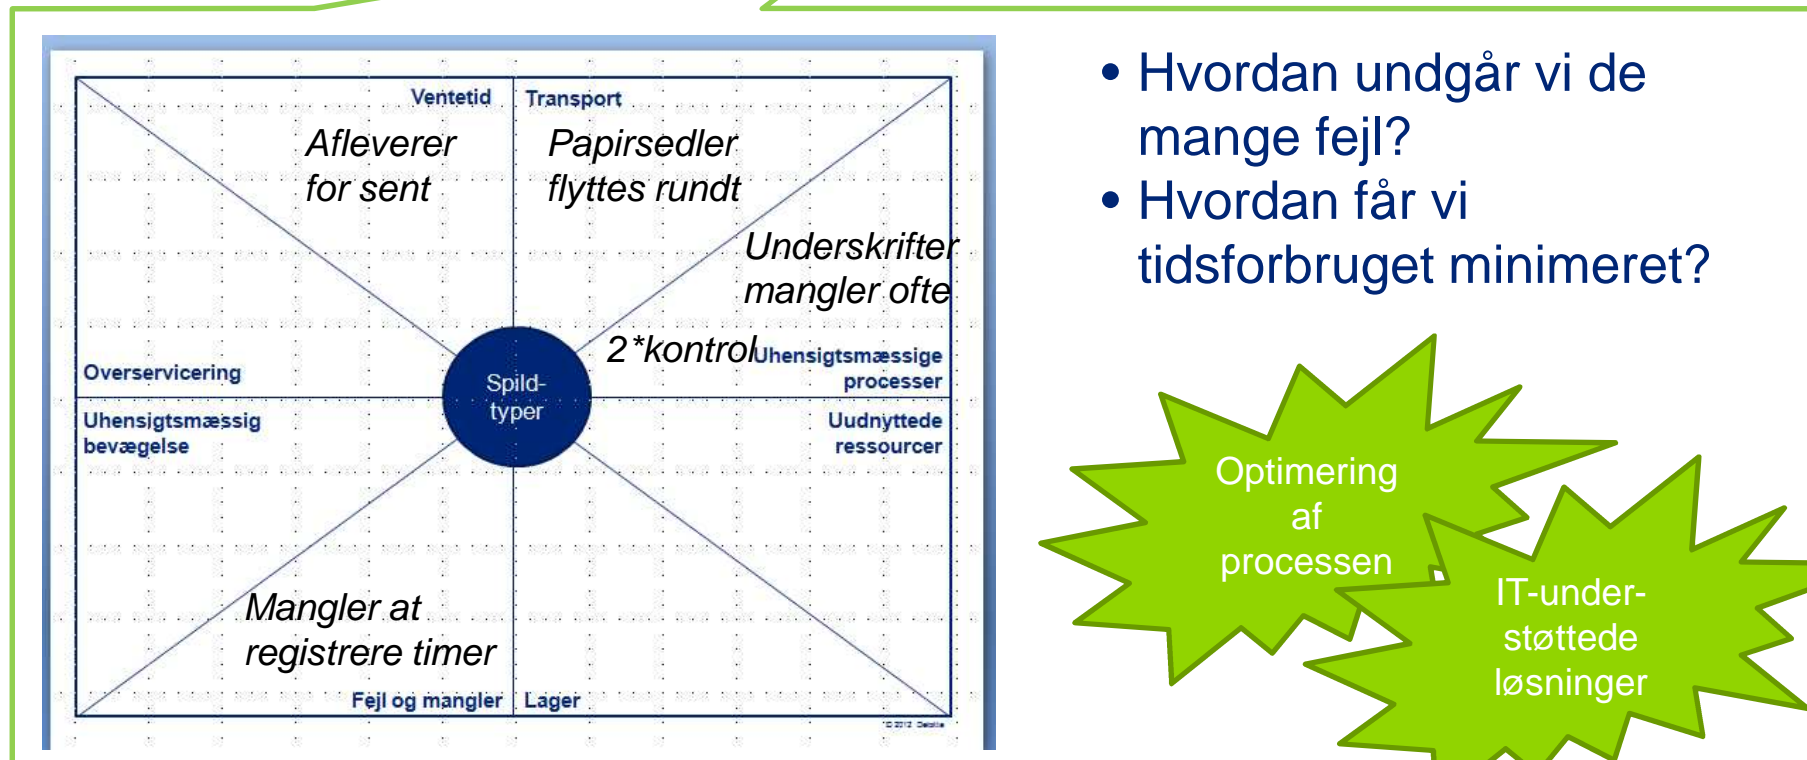 Ventetid
Transport
Afleverer
for sent
Papirsedler
flyttes rundt
Underskrifter
mangler ofte
2*kontrol
Uhensigtsmæssige
processer
Overservicering
Spild-
typer
Uhensigtsmæssig
bevægelse
Uudnyttede
ressourcer
Mangler at
registrere timer
Fejl og mangler
Lager
© 2012 Deloitte
• Hvordan undgår vi de
mange fejl?
• Hvordan får vi
tidsforbruget minimeret?
Optimering
af
processen
IT-under-
støttede
løsninger